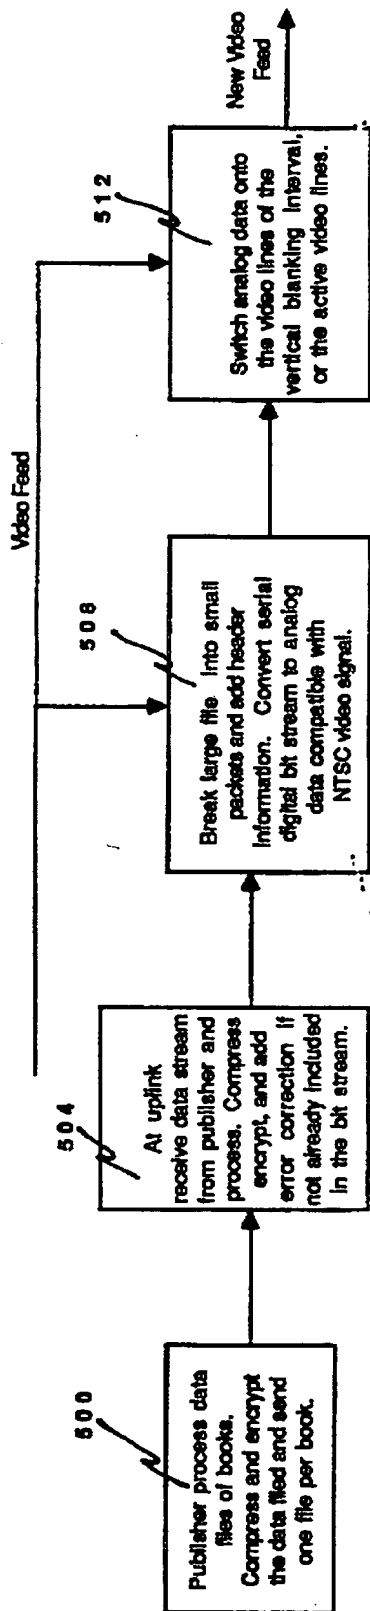 Video Feed
500
Publisher process data
files of books.
Compress and encrypt
the data filed and send
one file per book.
504
At uplink
receive data stream
from publisher and
process. Compress
encrypt, and add
error correction if
not already included
in the bit stream.
508
Break large file into small
packets and add header
information. Convert serial
digital bit stream to analog
data compatible with
NTSC video signal.
512
Switch analog data onto
the video lines of the
vertical blanking interval,
or the active video lines.
New Video
Feed